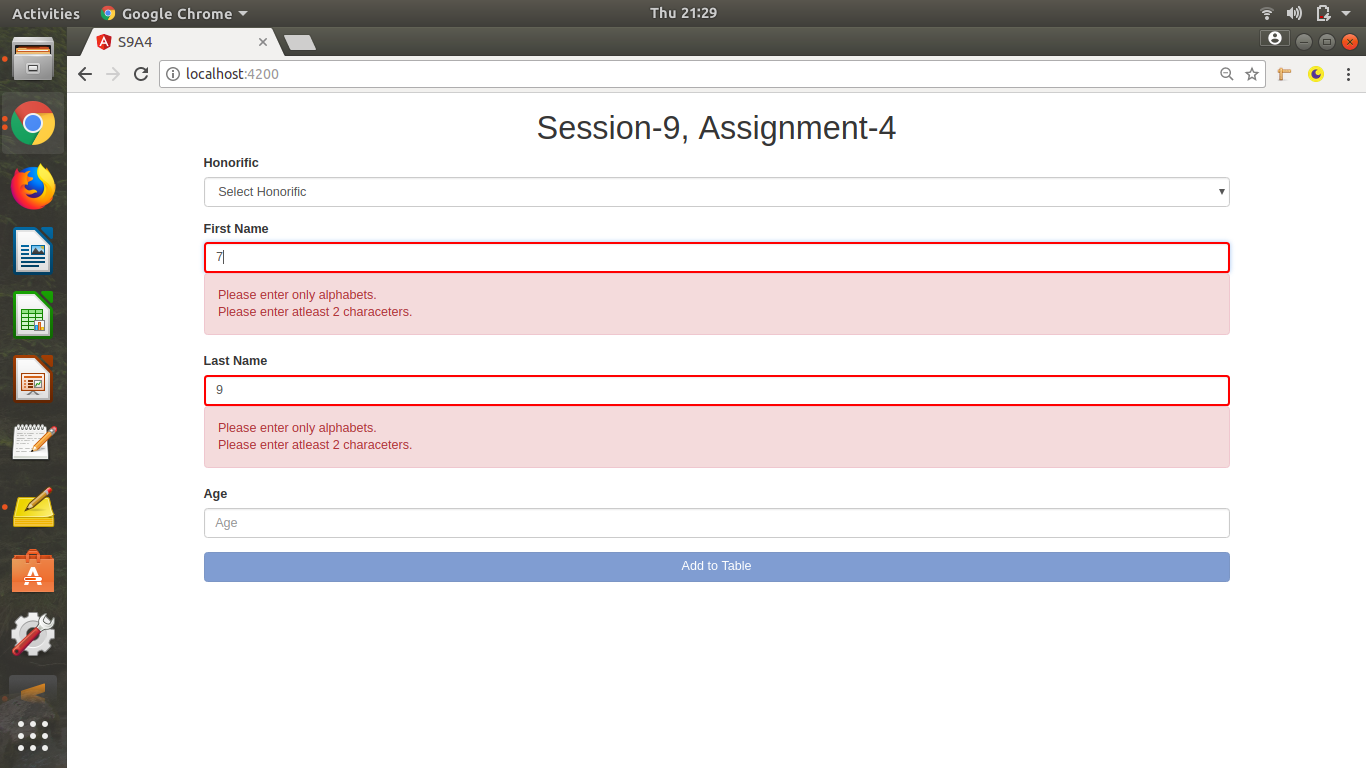 Activities
Google Chrome
Thu 21:29
S9A4
localhost:4200
Session-9, Assignment-4
Honorific
Select Honorific
First Name
7
Please enter only alphabets.
Please enter atleast 2 characeters.
Last Name
9
Please enter only alphabets.
Please enter atleast 2 characeters.
Age
Age
Add to Table